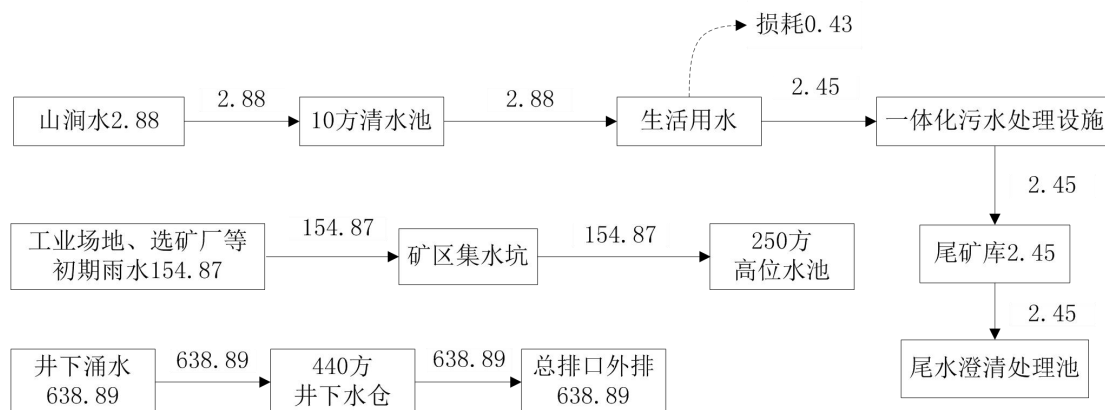 损耗0.43
2.88
2.88
2.45
山涧水2.88
10方清水池
生活用水
一体化污水处理设施
2.45
154.87
154.87
工业场地、选矿厂等
初期雨水154.87
矿区集水坑
250方
高位水池
尾矿库2.45
2.45
638.89
638.89
井下涌水
638.89
440方
井下水仓
总排口外排
638.89
尾水澄清处理池